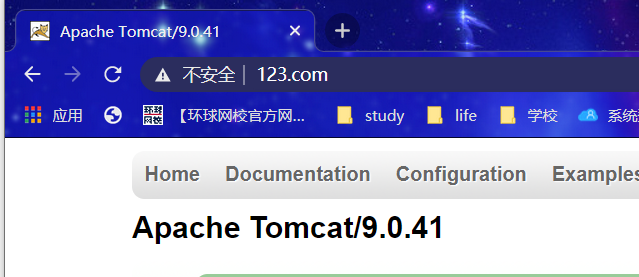 Apache Tomcat/9.0.41
不安全 | 123.com
应用 【环球网校官方网... study life 学校 系统
Home Documentation Configuration Examples
Apache Tomcat/9.0.41